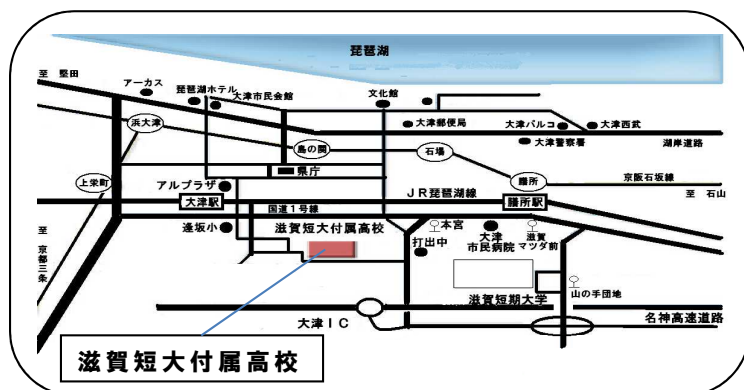 琵琶湖
至 堅田
アーカス
琵琶湖ホテル
大津市民会館
文化館
大津郵便局
大津パルコ
大津西武
大津警察署
湖岸道路
浜大津
島の関
石場
県庁
膳所
京阪石坂線
上栄町
アルプラザ
大津駅
JR琵琶湖線
膳所駅
至 石山
国道1号線
逢坂小
滋賀短大付属高校
本宮
打出中
大津
市民病院
滋賀
マツダ前
至 京都三条
滋賀短期大学
山の手団地
大津IC
名神高速道路
滋賀短大付属高校